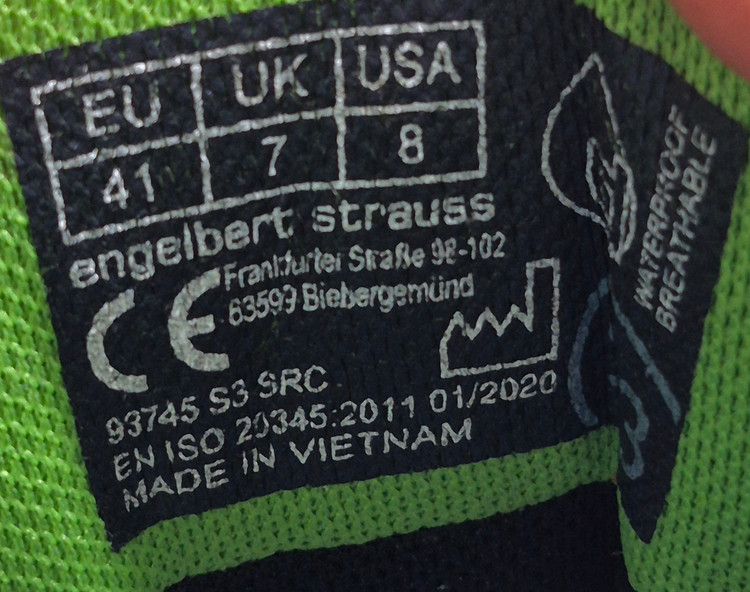 EU UK USA
41 7 8
engelbert strauss
CE Frankfurter Straße 98-102
63599 Biebergemünd
93745 S3 SRC
EN ISO 20345:2011 01/2020
MADE IN VIETNAM
WATERPROOF
BREATHABLE